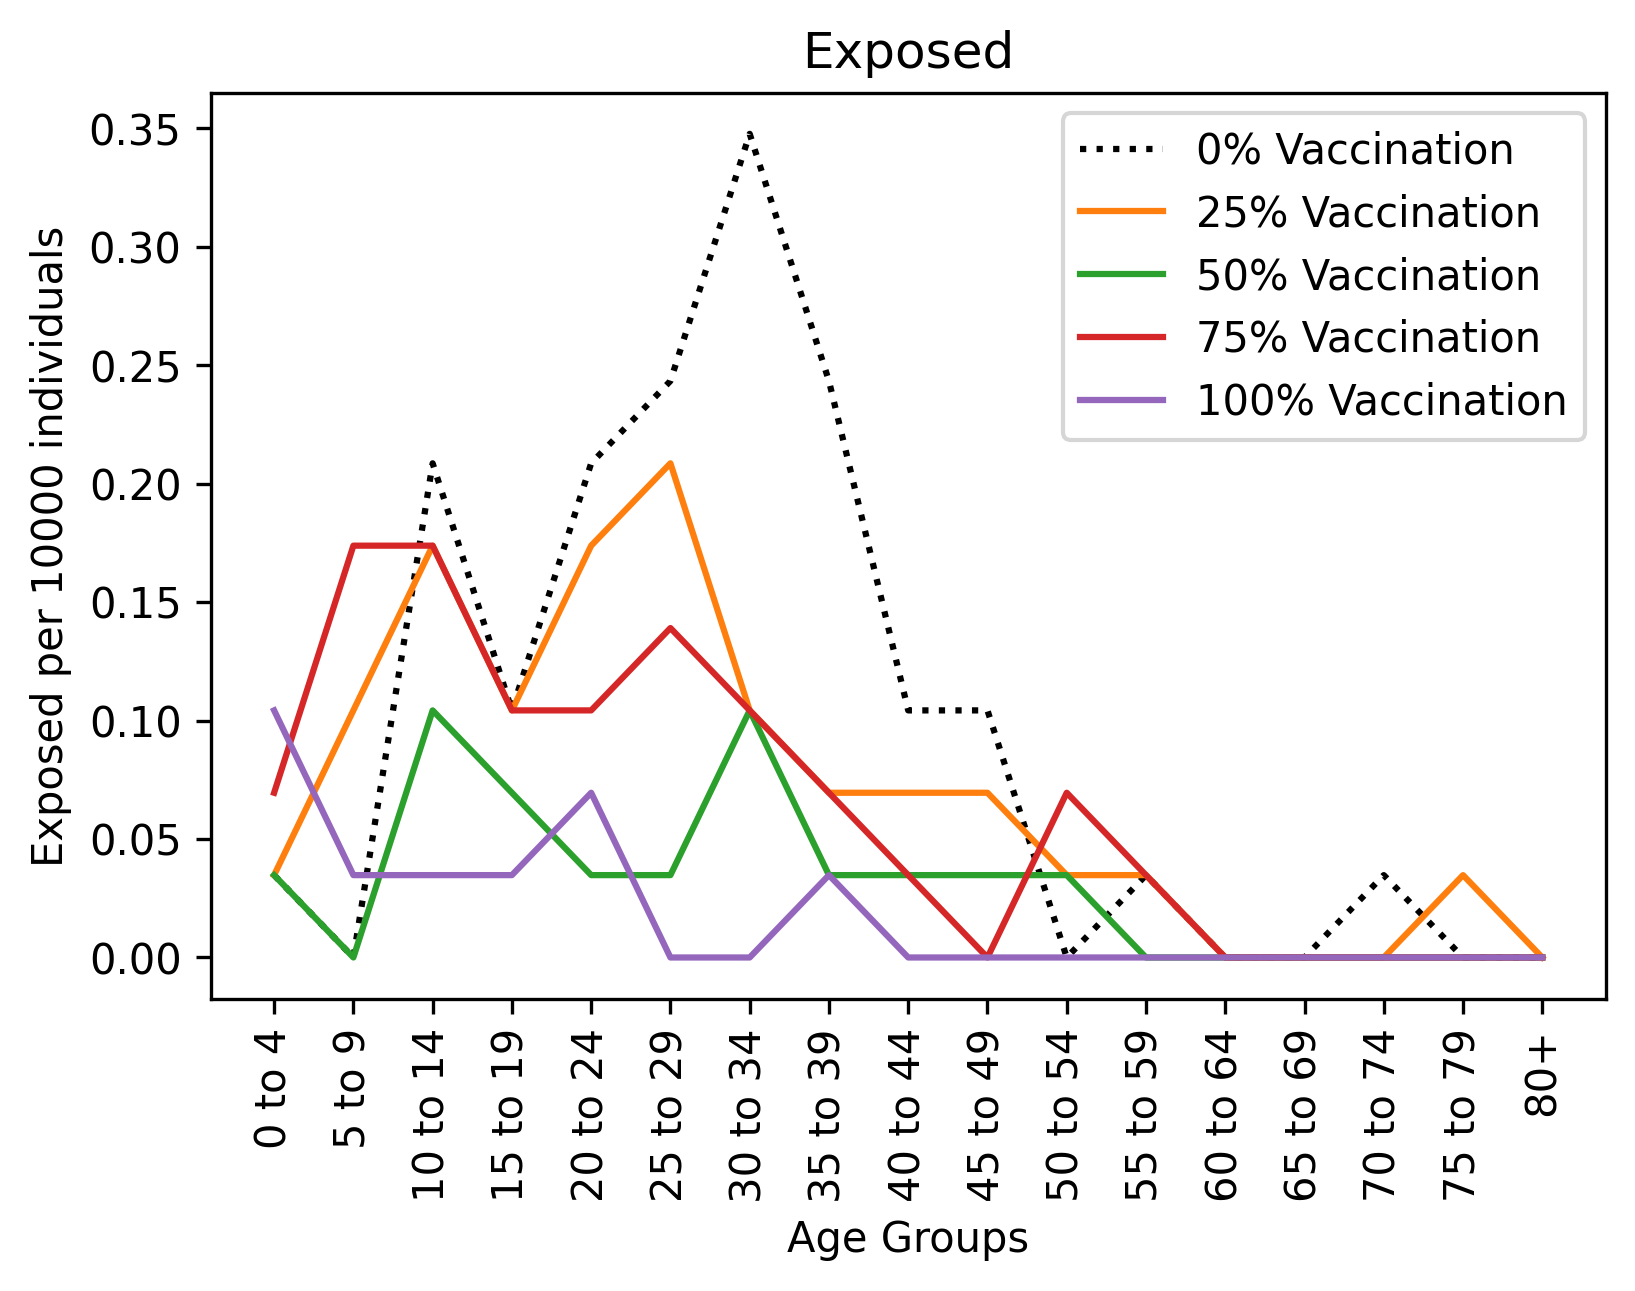 Exposed
0.35
0.30
0.25
0.20
0.15
0.10
0.05
0.00
Exposed per 10000 individuals
0% Vaccination
25% Vaccination
50% Vaccination
75% Vaccination
100% Vaccination
0 to 4
5 to 9
10 to 14
15 to 19
20 to 24
25 to 29
30 to 34
35 to 39
40 to 44
45 to 49
50 to 54
55 to 59
60 to 64
65 to 69
70 to 74
75 to 79
80+
Age Groups